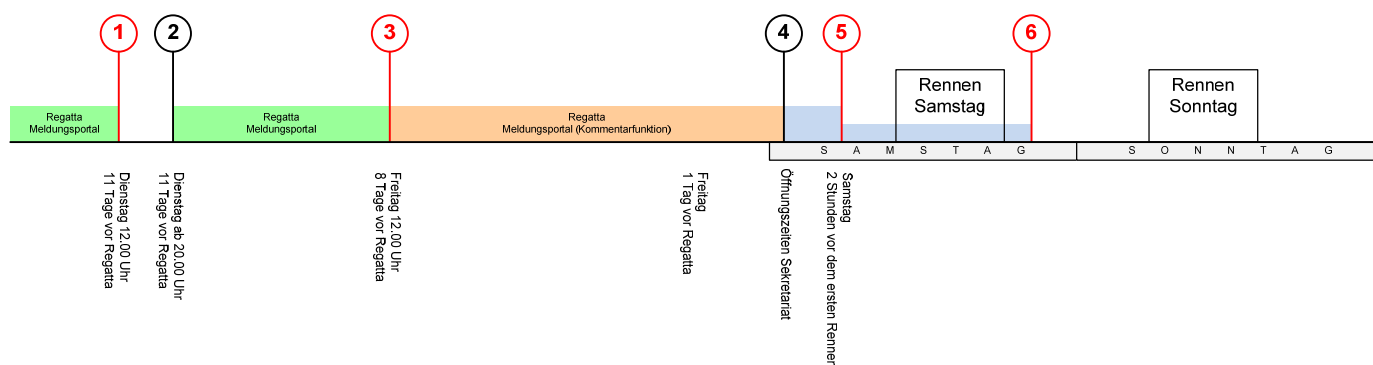 1
2
3
4
5
6
Rennen
Samstag
Rennen
Sonntag
Regatta
Meldungsportal
Regatta
Meldungsportal
Regatta
Meldungsportal (Kommentarfunktion)
S A M S T A G
S O N N T A G
Dienstag 12.00 Uhr
11 Tage vor Regatta
Dienstag ab 20.00 Uhr
11 Tage vor Regatta
Freitag 12.00 Uhr
8 Tage vor Regatta
Freitag
1 Tag vor Regatta
Öffnungszeiten Sekretariat
Samstag
2 Stunden vor dem ersten Rennen